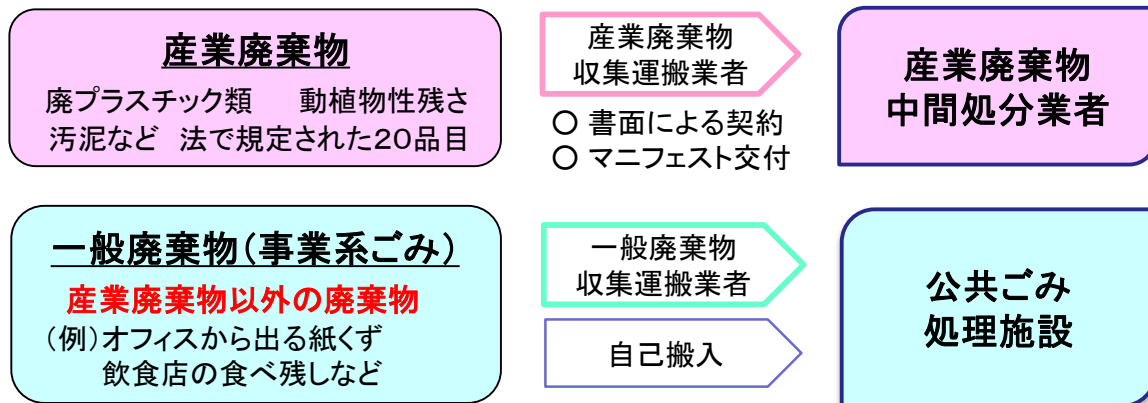 産業廃棄物
廃プラスチック類　動植物性残さ
汚泥など 法で規定された20品目
産業廃棄物
収集運搬業者
○ 書面による契約
○ マニフェスト交付
産業廃棄物
中間処分業者
一般廃棄物(事業系ごみ)
産業廃棄物以外の廃棄物
(例)オフィスから出る紙くず
飲食店の食べ残しなど
一般廃棄物
収集運搬業者
自己搬入
公共ごみ
処理施設